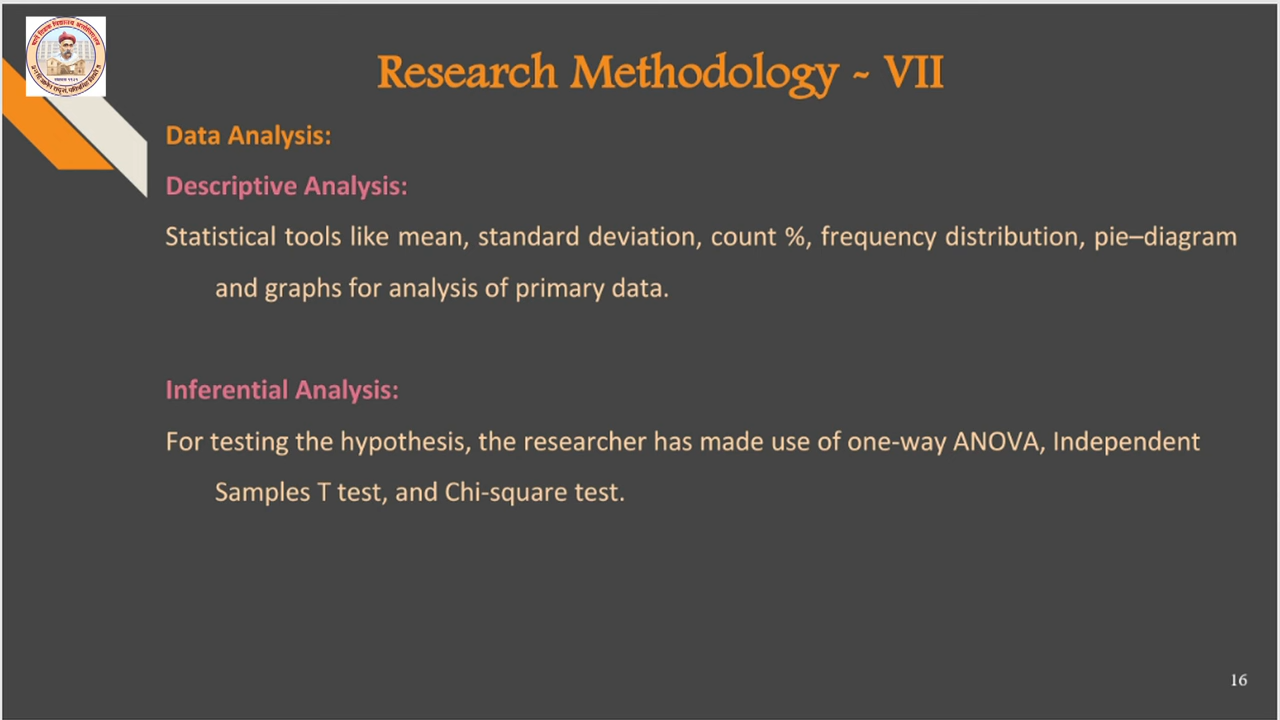 Research Methodology - VII
Data Analysis:
Descriptive Analysis:
Statistical tools like mean, standard deviation, count %, frequency distribution, pie–diagram
and graphs for analysis of primary data.
Inferential Analysis:
For testing the hypothesis, the researcher has made use of one-way ANOVA, Independent
Samples T test, and Chi-square test.
16